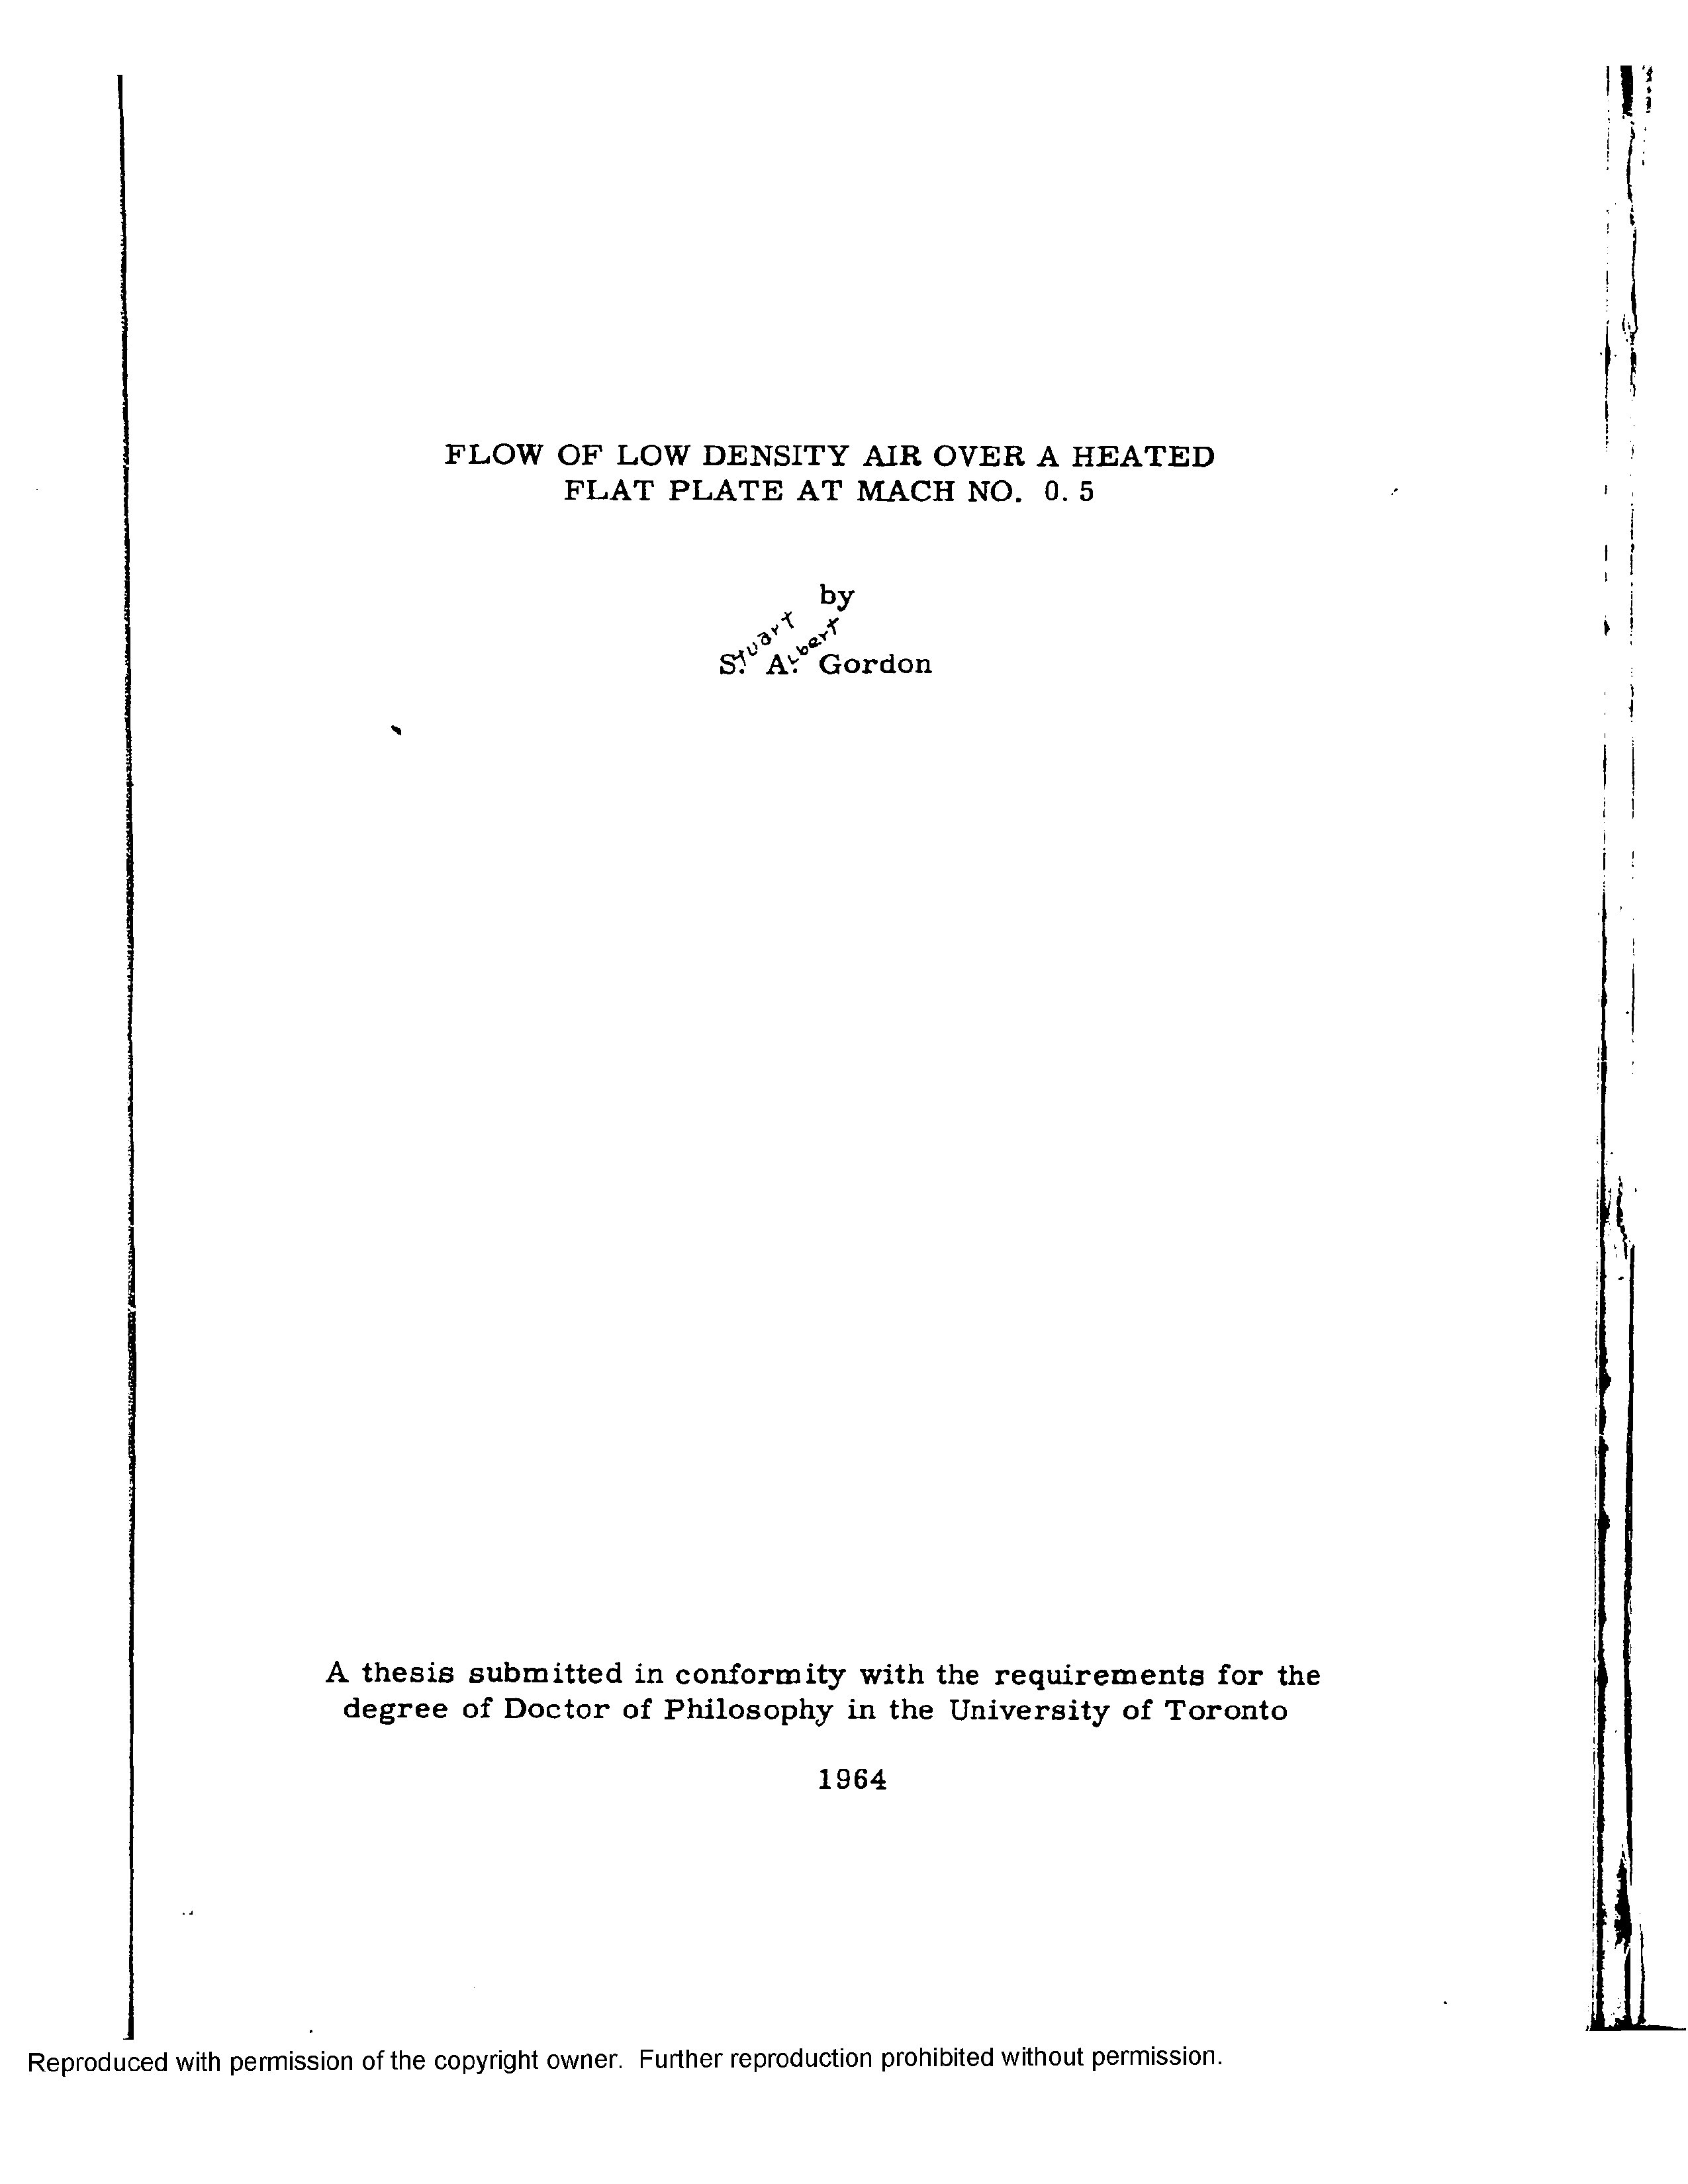 FLOW OF LOW DENSITY AIR OVER A HEATED
FLAT PLATE AT MACH NO. 0.5
by
Stuart Albert
S. A. Gordon
A thesis submitted in conformity with the requirements for the
degree of Doctor of Philosophy in the University of Toronto
1964
Reproduced with permission of the copyright owner. Further reproduction prohibited without permission.